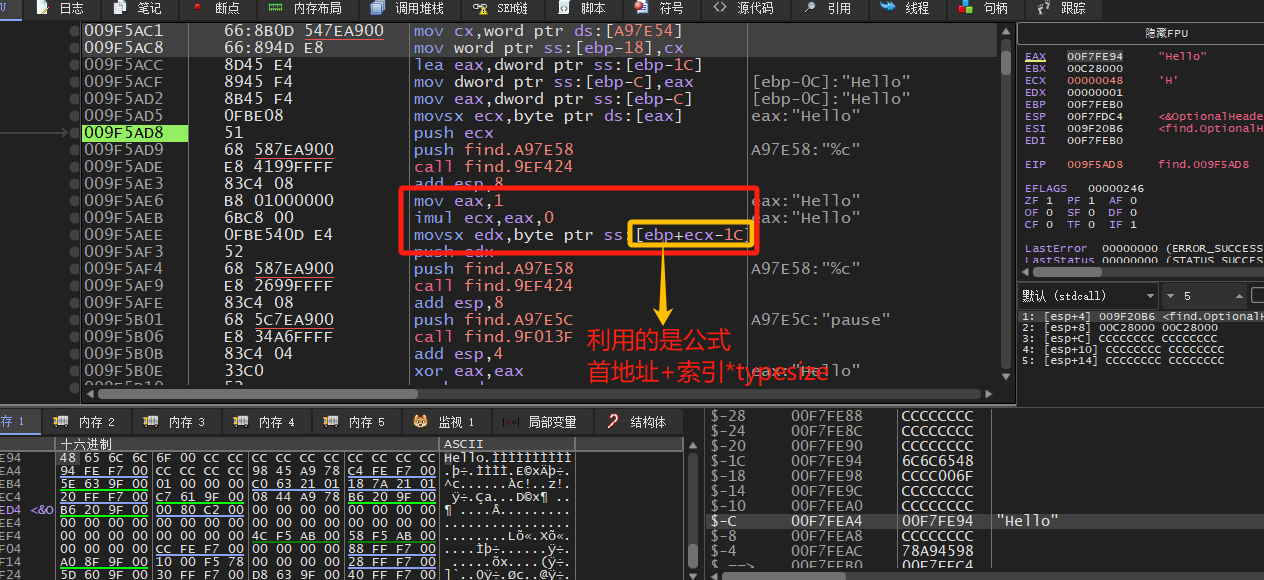 日志 笔记 断点 内存布局 调用堆栈 SEH链 脚本 符号 源代码 引用 线程 句柄 跟踪
009F5AC1 66:8B0D 547EA900 mov cx,word ptr ds:[A97E54]
009F5AC8 66:894D E8 mov word ptr ss:[ebp-18],cx
009F5ACC 8D45 E4 lea eax,dword ptr ss:[ebp-1C]
009F5ACF 8945 F4 mov dword ptr ss:[ebp-C],eax [ebp-0C]:"Hello"
009F5AD2 8B45 F4 mov eax,dword ptr ss:[ebp-C] [ebp-0C]:"Hello"
009F5AD5 0FBE08 movsx ecx,byte ptr ds:[eax] eax:"Hello"
009F5AD8 51 push ecx
009F5AD9 68 587EA900 push find.A97E58 A97E58:"%c"
009F5ADE E8 4199FFFF call find.9EF424
009F5AE3 83C4 08 add esp,8
009F5AE6 B8 01000000 mov eax,1 eax:"Hello"
009F5AEB 6BC8 00 imul ecx,eax,0 eax:"Hello"
009F5AEE 0FBE540D E4 movsx edx,byte ptr ss:[ebp+ecx-1C]
009F5AF3 52 push edx
009F5AF4 68 587EA900 push find.A97E58 A97E58:"%c"
009F5AF9 E8 2699FFFF call find.9EF424
009F5AFE 83C4 08 add esp,8
009F5B01 68 5C7EA900 push find.A97E5C A97E5C:"pause"
009F5B06 E8 34A6FFFF call find.9F013F
009F5B0B 83C4 04 add esp,4
009F5B0E 33C0 xor eax,eax eax:"Hello"
利用的是公式
首地址+索引*typesize
隐藏FPU
EAX 00F7FE94 "Hello"
EBX 00C28000
ECX 00000048 'H'
EDX 00000001
EBP 00F7FEB0
ESP 00F7FDC4 <&OptionalHeade
ESI 009F20B6 <find.OptionalH
EDI 00F7FEB0
EIP 009F5AD8 find.009F5AD8
EFLAGS 00000246
ZF 1 PF 1 AF 0
OF 0 SF 0 DF 0
CF 0 TF 0 IF 1
LastError 00000000 (ERROR_SUCCESS
LastStatus 00000000 (STATUS_SUCCES
默认 (stdcall) 5
1: [esp+4] 009F20B6 <find.OptionalH
2: [esp+8] 00C28000 00C28000
3: [esp+C] CCCCCCCC CCCCCCCC
4: [esp+10] CCCCCCCC CCCCCCCC
5: [esp+14] CCCCCCCC CCCCCCCC
存 1 内存 2 内存 3 内存 4 内存 5 监视 1 局部变量 结构体
十六进制 ASCII
E94 48 65 6C 6C 6F 00 CC CC CC CC CC CC CC CC CC CC Hello.ÌÌÌÌÌÌÌÌÌÌ
EA4 94 FE F7 00 CC CC CC CC 98 45 A9 78 C4 FE F7 00 .þ÷.ÌÌÌÌ.E©xÄþ÷.
EB4 5E 63 9F 00 01 00 00 00 C0 63 21 01 18 7A 21 01 ^c......Àc!..z!.
EC4 20 FF F7 00 C7 61 9F 00 08 44 A9 78 B6 20 9F 00
ED4 <&O B6 20 9F 00 00 80 C2 00 00 00 00 00 00 00 00 00
EE4 00 00 00 00 00 00 00 00 00 00 00 00 00 00 00 00 ................
EF4 00 00 00 00 00 00 00 00 4C F5 AB 00 58 F5 AB 00 ........Lõ«.Xõ«.
F04 00 00 00 00 CC FE F7 00 00 00 00 00 88 FF F7 00 ....Ìþ÷......ÿ÷.
F14 A0 8F 9F 00 10 00 F5 78 00 00 00 00 28 FF F7 00
F24 5D 60 9F 00 30 FF F7 00 D8 63 9F 00 40 FF F7 00
$-28 00F7FE88 CCCCCCCC
$-24 00F7FE8C CCCCCCCC
$-20 00F7FE90 CCCCCCCC
$-1C 00F7FE94 6C6C6548
$-18 00F7FE98 CCCC006F
$-14 00F7FE9C CCCCCCCC
$-10 00F7FEA0 CCCCCCCC
$-C 00F7FEA4 00F7FE94 "Hello"
$-8 00F7FEA8 CCCCCCCC
$-4 00F7FEAC 78A94598
$ --> 00F7FEB0 00F7FEC4